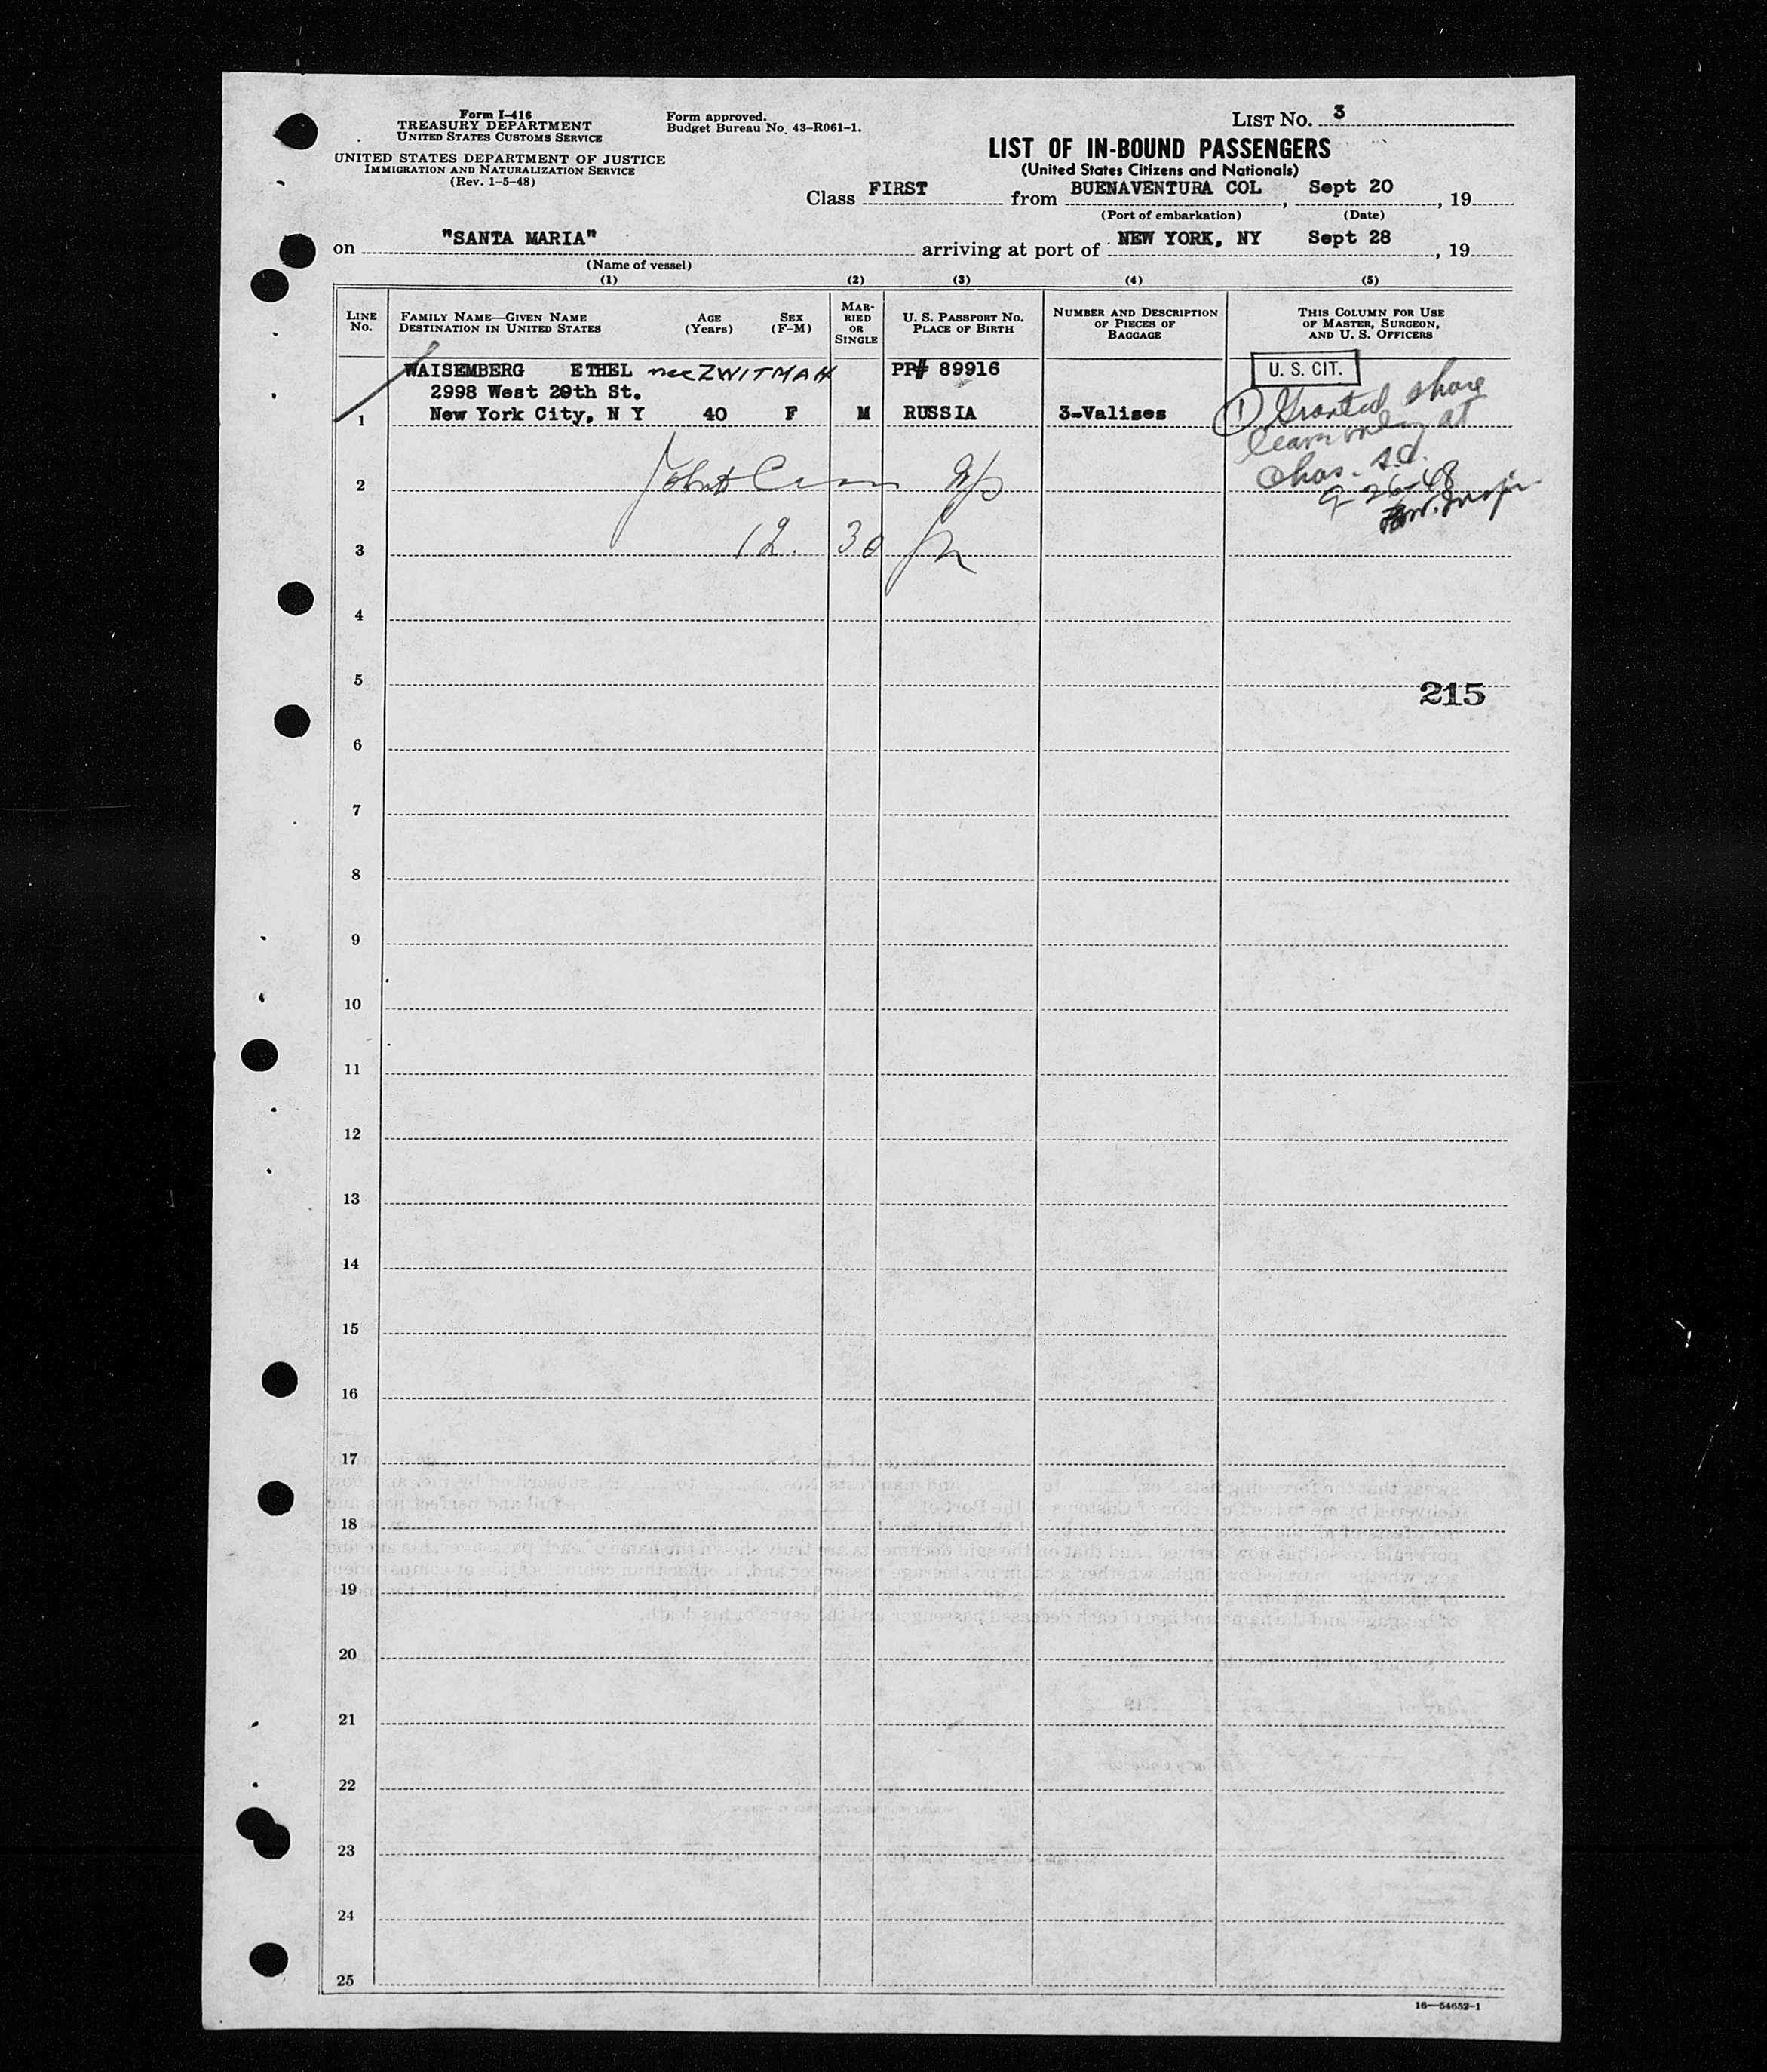 Form I-416
TREASURY DEPARTMENT
UNITED STATES CUSTOMS SERVICE
UNITED STATES DEPARTMENT OF JUSTICE
IMMIGRATION AND NATURALIZATION SERVICE
(Rev. 1-5-48)
Form approved.
Budget Bureau No. 43-R061-1.
LIST NO. 3
LIST OF IN-BOUND PASSENGERS
(United States Citizens and Nationals)
Class FIRST from BUENAVENTURA COL, Sept 20, 19
(Port of embarkation) (Date)
on "SANTA MARIA" arriving at port of NEW YORK, NY Sept 28, 19
(Name of vessel)
(1) (2) (3) (4) (5)
LINE No. FAMILY NAME—GIVEN NAME DESTINATION IN UNITED STATES AGE (Years) SEX (F-M) MARRIED OR SINGLE U. S. PASSPORT NO. PLACE OF BIRTH NUMBER AND DESCRIPTION OF PIECES OF BAGGAGE THIS COLUMN FOR USE OF MASTER, SURGEON, AND U. S. OFFICERS
WAISEMBERG ETHEL nee ZWITMAN PP# 89916 U. S. CIT.
2998 West 29th St.
1 New York City, N Y 40 F M RUSSIA 3-Valises
① Granted shore
leave only at
Chas. S.C.
9-26-48
2
3 12. 30
4
5
215
6
7
8
9
10
11
12
13
14
15
16
17
18
19
20
21
22
23
24
25
16—54652-1